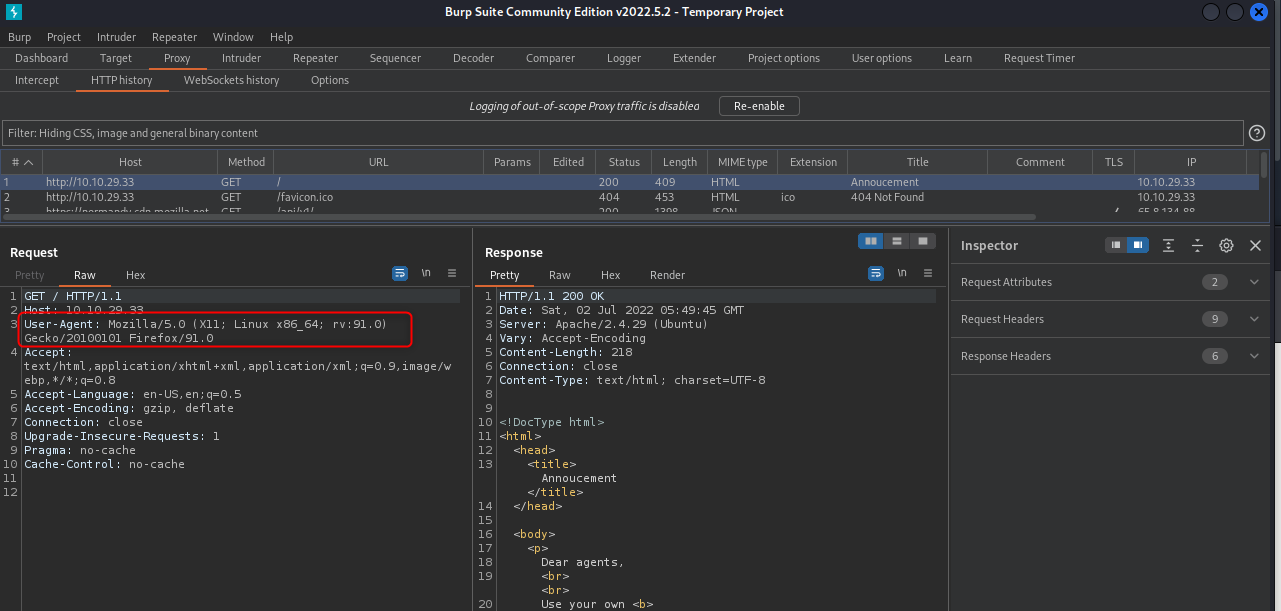 Burp Suite Community Edition v2022.5.2 - Temporary Project
Burp Project Intruder Repeater Window Help
Dashboard Target Proxy Intruder Repeater Sequencer Decoder Comparer Logger Extender Project options User options Learn Request Timer
Intercept HTTP history WebSockets history Options
Logging of out-of-scope Proxy traffic is disabled Re-enable
Filter: Hiding CSS, image and general binary content
# Host Method URL Params Edited Status Length MIME type Extension Title Comment TLS IP
1 http://10.10.29.33 GET / 200 409 HTML Annoucement 10.10.29.33
2 http://10.10.29.33 GET /favicon.ico 404 453 HTML ico 404 Not Found 10.10.29.33
3 https://normandy.cdn.mozilla.net GET /api/v1/ 200 1398 JSON 65.8.134.88
Request
Pretty Raw Hex \n
1 GET / HTTP/1.1
2 Host: 10.10.29.33
3 User-Agent: Mozilla/5.0 (X11; Linux x86_64; rv:91.0)
Gecko/20100101 Firefox/91.0
4 Accept:
text/html,application/xhtml+xml,application/xml;q=0.9,image/w
ebp,*/*;q=0.8
5 Accept-Language: en-US,en;q=0.5
6 Accept-Encoding: gzip, deflate
7 Connection: close
8 Upgrade-Insecure-Requests: 1
9 Pragma: no-cache
10 Cache-Control: no-cache
11
12
Response
Pretty Raw Hex Render \n
1 HTTP/1.1 200 OK
2 Date: Sat, 02 Jul 2022 05:49:45 GMT
3 Server: Apache/2.4.29 (Ubuntu)
4 Vary: Accept-Encoding
5 Content-Length: 218
6 Connection: close
7 Content-Type: text/html; charset=UTF-8
8
9
10 <!DocType html>
11 <html>
12 <head>
13 <title>
Annoucement
</title>
14 </head>
15
16 <body>
17 <p>
18 Dear agents,
19 <br>
<br>
20 Use your own <b>
Inspector
Request Attributes 2
Request Headers 9
Response Headers 6